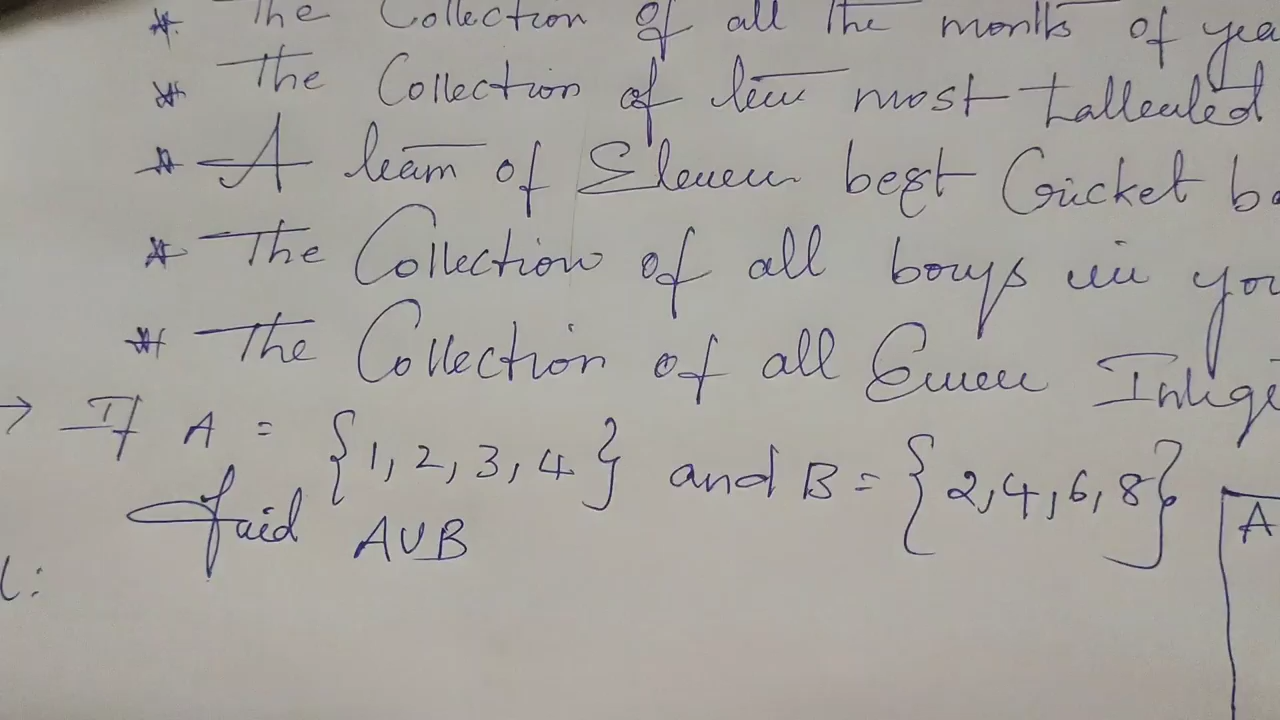 * The Collection of all the months of yea
* The Collection of ten most tallented
* A team of Eleven best Cricket b
* The Collection of all boys in you
* The Collection of all Even Intege
→ If A = {1, 2, 3, 4} and B = {2, 4, 6, 8}
find A∪B
A
l: